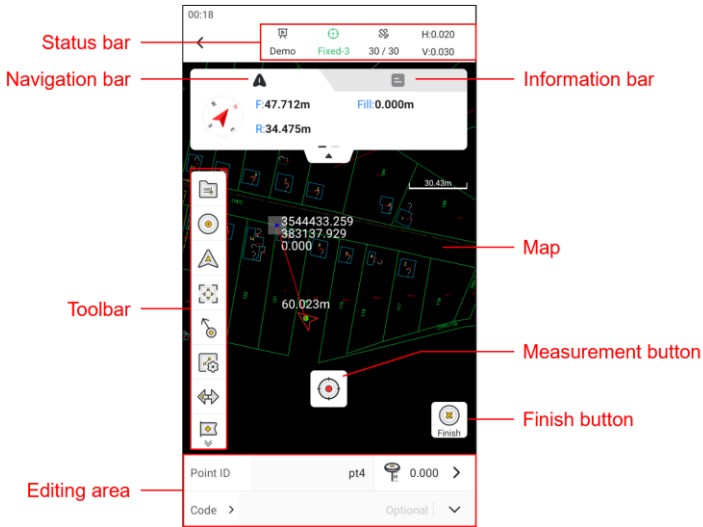 00:18
Status bar
Demo
Fixed-3
30 / 30
H:0.020
V:0.030
Navigation bar
Information bar
F:47.712m
Fill:0.000m
R:34.475m
30.43m
3544433.259
383137.929
0.000
Map
Toolbar
60.023m
Measurement button
Finish
Finish button
Editing area
Point ID
pt4
0.000
Code
Optional